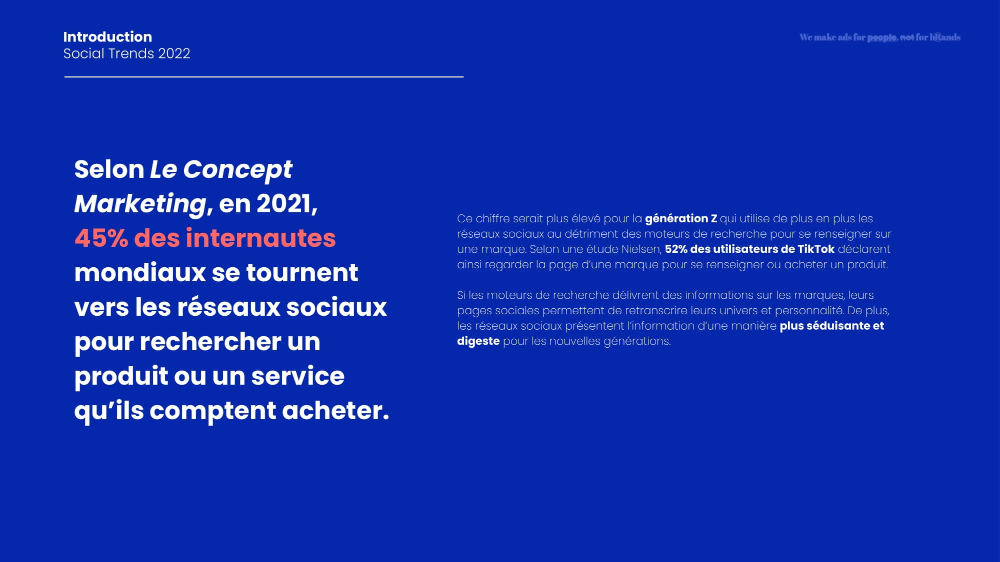 Introduction
Social Trends 2022
We make ads for people, not for bRands
Selon Le Concept
Marketing, en 2021,
45% des internautes
mondiaux se tournent
vers les réseaux sociaux
pour rechercher un
produit ou un service
qu’ils comptent acheter.
Ce chiffre serait plus élevé pour la génération Z qui utilise de plus en plus les
réseaux sociaux au détriment des moteurs de recherche pour se renseigner sur
une marque. Selon une étude Nielsen, 52% des utilisateurs de TikTok déclarent
ainsi regarder la page d’une marque pour se renseigner ou acheter un produit.
Si les moteurs de recherche délivrent des informations sur les marques, leurs
pages sociales permettent de retranscrire leurs univers et personnalité. De plus,
les réseaux sociaux présentent l’information d’une manière plus séduisante et
digeste pour les nouvelles générations.